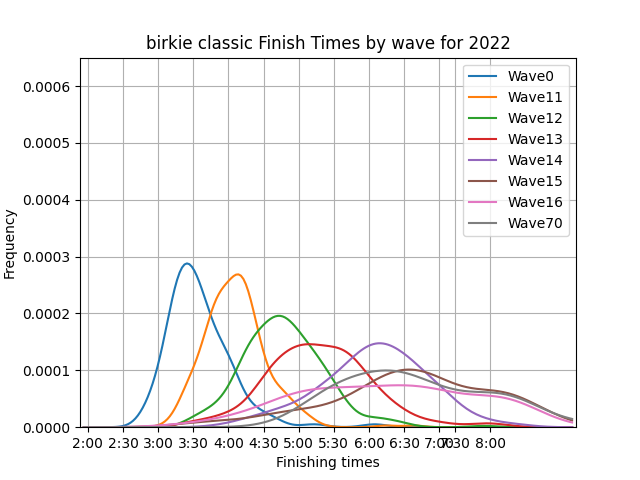 birkie classic Finish Times by wave for 2022
Frequency
0.0006
0.0005
0.0004
0.0003
0.0002
0.0001
0.0000
Wave0
Wave11
Wave12
Wave13
Wave14
Wave15
Wave16
Wave70
2:00 2:30 3:00 3:30 4:00 4:30 5:00 5:30 6:00 6:30 7:00 7:30 8:00
Finishing times